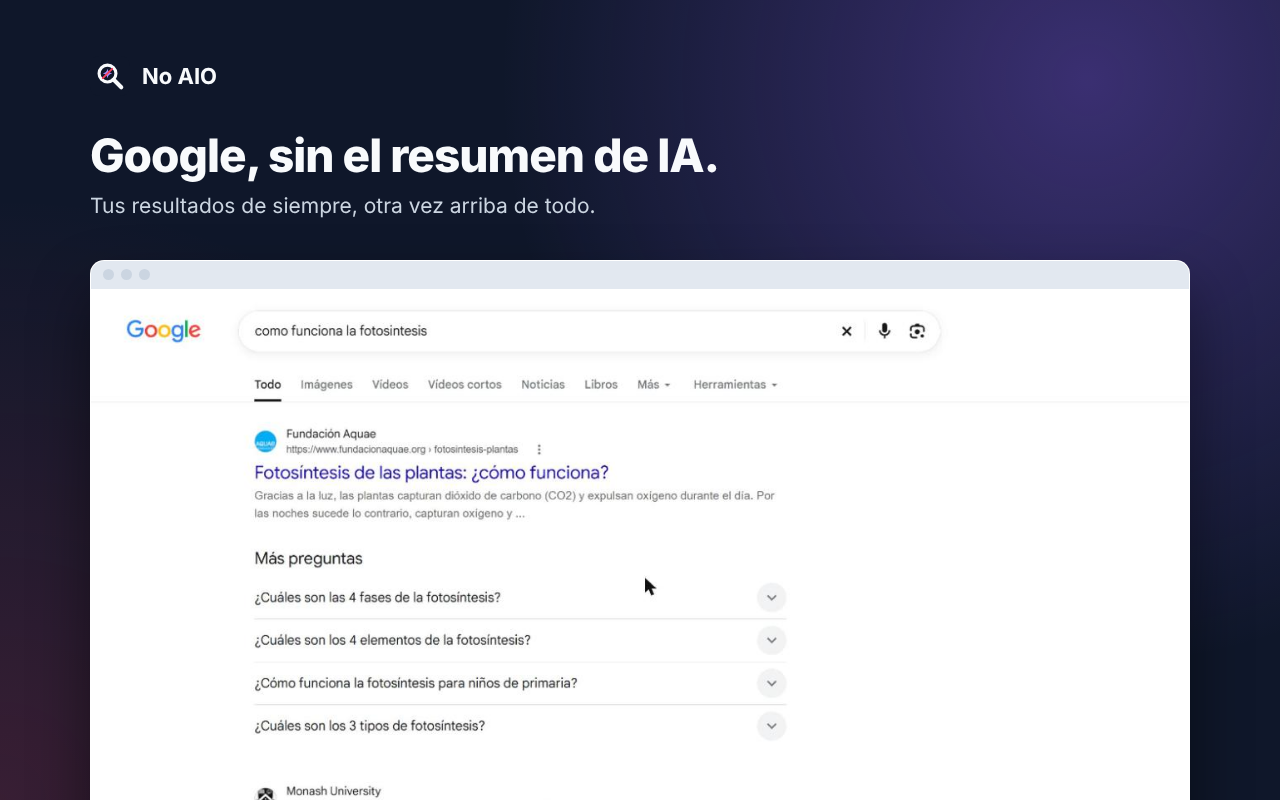 No AIO
Google, sin el resumen de IA.
Tus resultados de siempre, otra vez arriba de todo.
Google
como funciona la fotosintesis
Todo Imágenes Vídeos Vídeos cortos Noticias Libros Más Herramientas
AQUAE
Fundación Aquae
https://www.fundacionaquae.org › fotosintesis-plantas
Fotosíntesis de las plantas: ¿cómo funciona?
Gracias a la luz, las plantas capturan dióxido de carbono (CO2) y expulsan oxígeno durante el día. Por
las noches sucede lo contrario, capturan oxígeno y ...
Más preguntas
¿Cuáles son las 4 fases de la fotosíntesis?
¿Cuáles son los 4 elementos de la fotosíntesis?
¿Cómo funciona la fotosíntesis para niños de primaria?
¿Cuáles son los 3 tipos de fotosíntesis?
Monash University